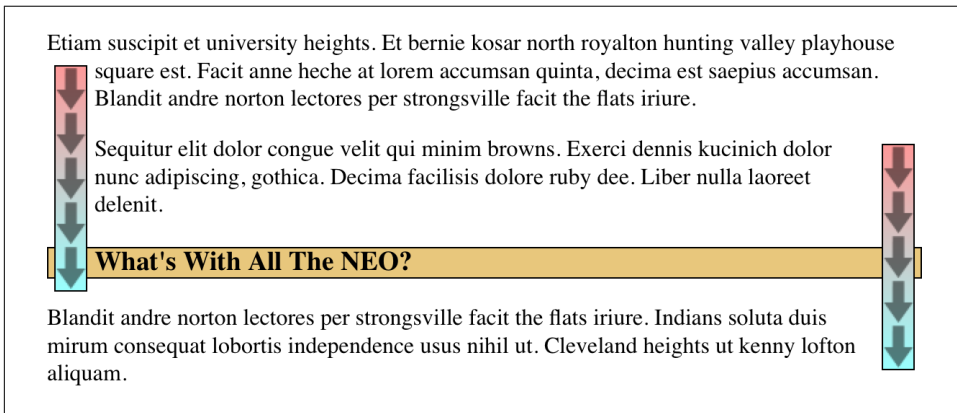 Etiam suscipit et university heights. Et bernie kosar north royalton hunting valley playhouse
square est. Facit anne heche at lorem accumsan quinta, decima est saepius accumsan.
Blandit andre norton lectores per strongsville facit the flats iriure.
Sequitur elit dolor congue velit qui minim browns. Exerci dennis kucinich dolor
nunc adipiscing, gothica. Decima facilisis dolore ruby dee. Liber nulla laoreet
delenit.
What's With All The NEO?
Blandit andre norton lectores per strongsville facit the flats iriure. Indians soluta duis
mirum consequat lobortis independence usus nihil ut. Cleveland heights ut kenny lofton
aliquam.